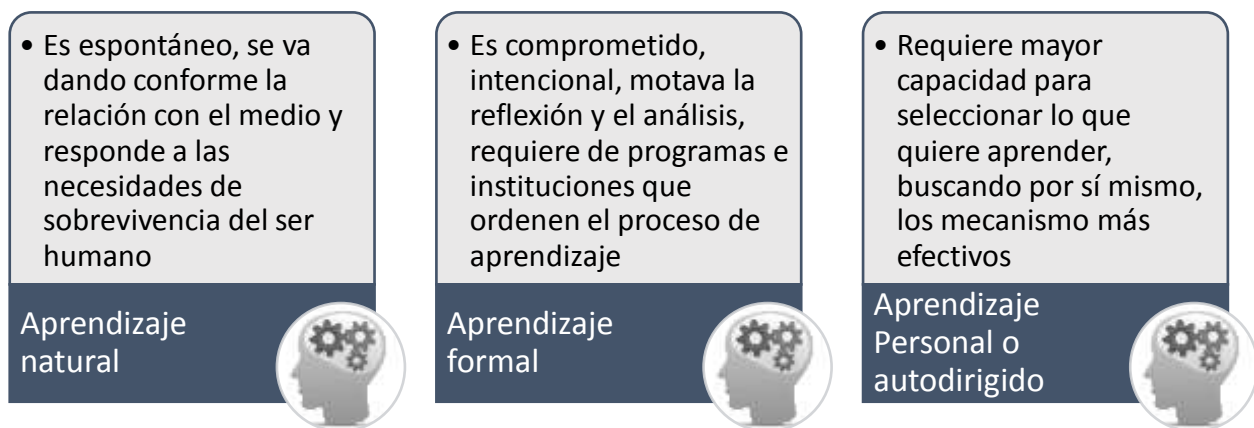 • Es espontáneo, se va
dando conforme la
relación con el medio y
responde a las
necesidades de
sobrevivencia del ser
humano
Aprendizaje
natural
• Es comprometido,
intencional, motava la
reflexión y el análisis,
requiere de programas e
instituciones que
ordenen el proceso de
aprendizaje
Aprendizaje
formal
• Requiere mayor
capacidad para
seleccionar lo que
quiere aprender,
buscando por sí mismo,
los mecanismo más
efectivos
Aprendizaje
Personal o
autodirigido